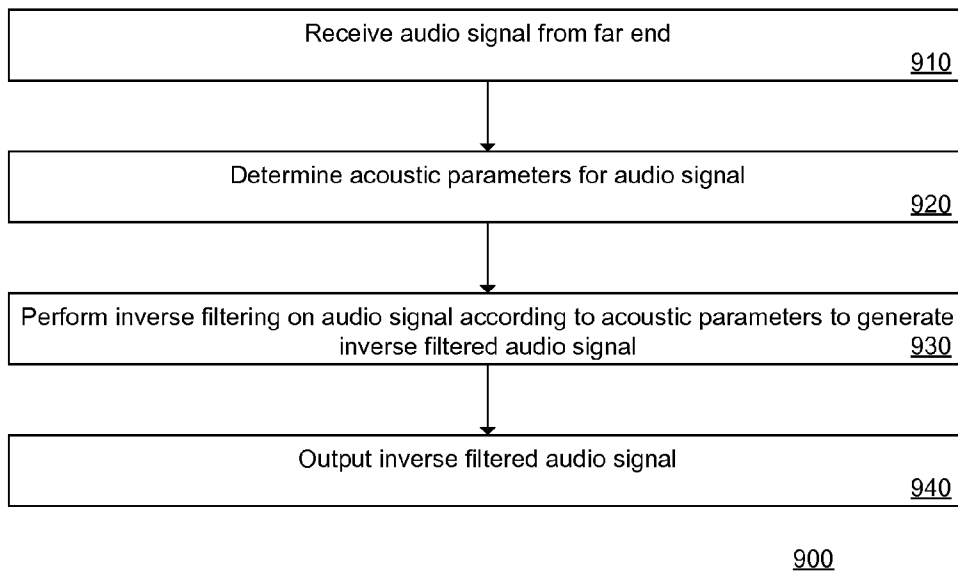 Receive audio signal from far end
910
Determine acoustic parameters for audio signal
920
Perform inverse filtering on audio signal according to acoustic parameters to generate
inverse filtered audio signal
930
Output inverse filtered audio signal
940
900